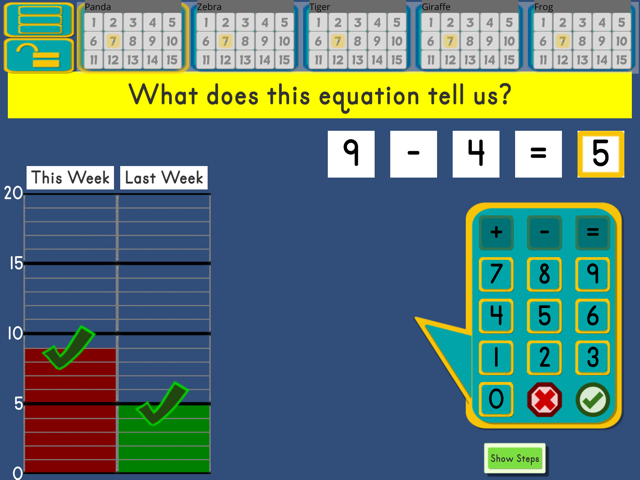 Panda Zebra Tiger Giraffe Frog
1 2 3 4 5 1 2 3 4 5 1 2 3 4 5 1 2 3 4 5 1 2 3 4 5
6 7 8 9 10 6 7 8 9 10 6 7 8 9 10 6 7 8 9 10 6 7 8 9 10
11 12 13 14 15 11 12 13 14 15 11 12 13 14 15 11 12 13 14 15 11 12 13 14 15
What does this equation tell us?
9 - 4 = 5
This Week Last Week
20
15
10
5
0
+ - =
7 8 9
4 5 6
1 2 3
0
Show Steps